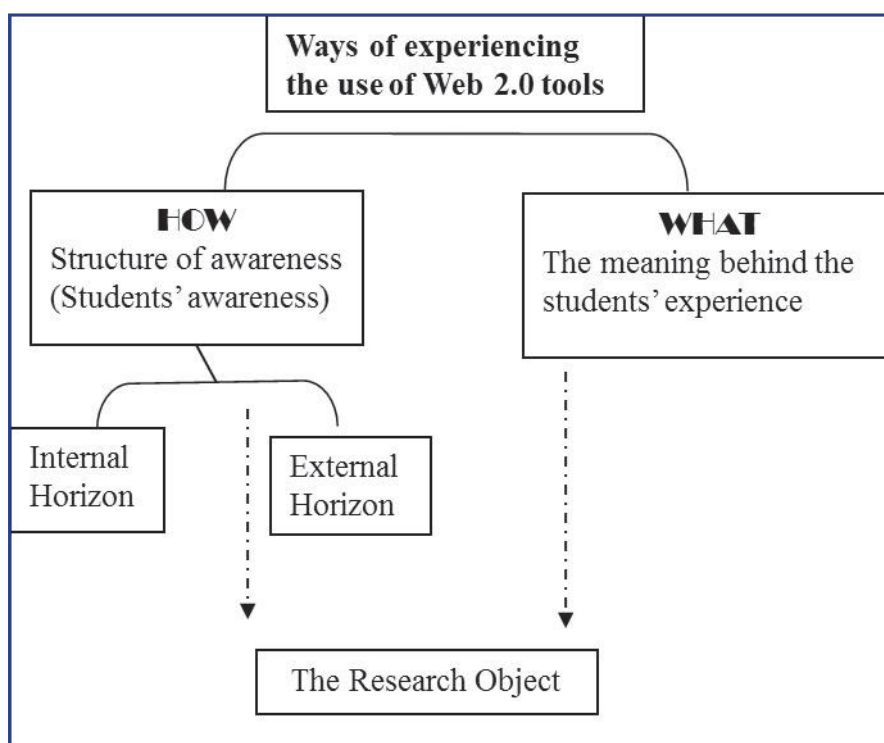 Ways of experiencing
the use of Web 2.0 tools
HOW
Structure of awareness
(Students’ awareness)
WHAT
The meaning behind the
students’ experience
Internal
Horizon
External
Horizon
The Research Object